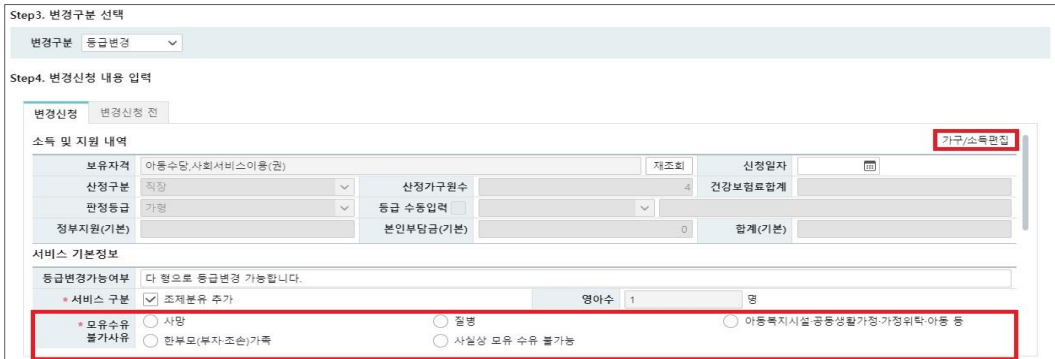 Step3. 변경구분 선택
변경구분 등급변경
Step4. 변경신청 내용 입력
변경신청 변경신청 전
소득 및 지원 내역 가구/소득편집
보유자격 아동수당,사회서비스이용(권) 재조회 신청일자
산정구분 직장 산정가구원수 4 건강보험료합계
판정등급 가형 등급 수동입력
정부지원(기본) 본인부담금(기본) 0 합계(기본)
서비스 기본정보
등급변경가능여부 다 형으로 등급변경 가능합니다.
* 서비스 구분 조제분유 추가 영아수 1 명
* 모유수유 불가사유 사망 질병 아동복지시설·공동생활가정·가정위탁·아동 등
한부모(부자·조손)가족 사실상 모유 수유 불가능